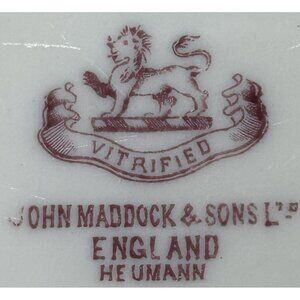 VITRIFIED
JOHN MADDOCK & SONS LTD
ENGLAND
HEUMANN